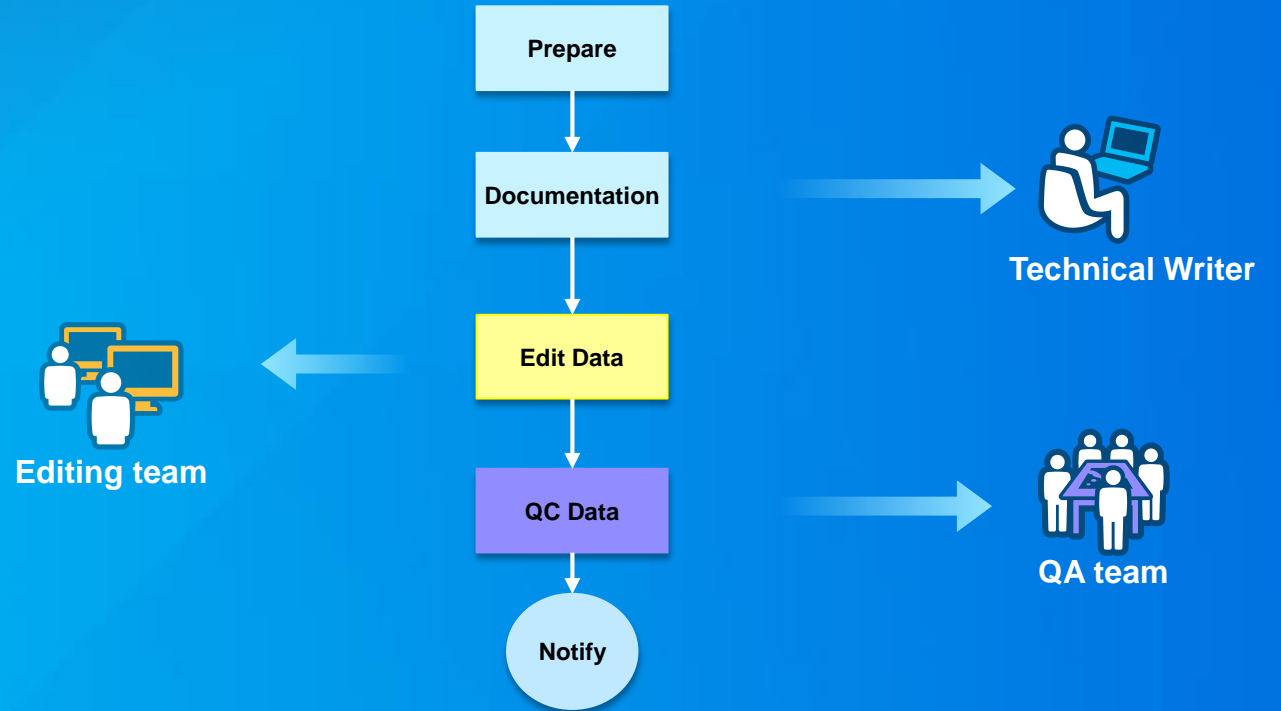 Prepare
Documentation
Technical Writer
Edit Data
Editing team
QC Data
QA team
Notify